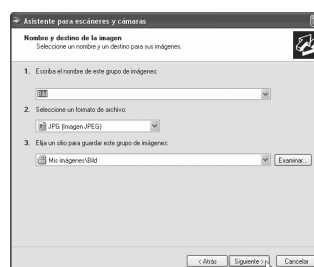 Asistente para escáneres y cámaras
Nombre y destino de la imagen
Seleccione un nombre y un destino para sus imágenes.
1. Escriba el nombre de este grupo de imágenes:
Bild
2. Seleccione un formato de archivo:
JPG (Imagen JPEG)
3. Elija un sitio para guardar este grupo de imágenes:
Mis imágenes\Bild
Examinar...
< Atrás
Siguiente >
Cancelar